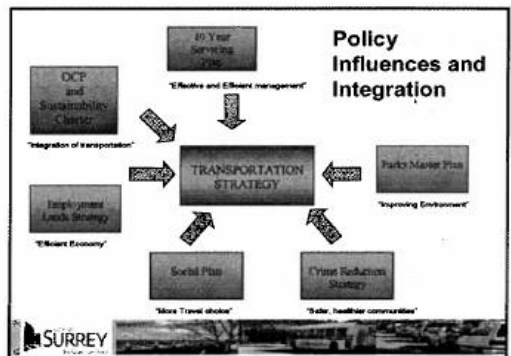 Policy
Influences and
Integration
10 Year
Servicing
Plan
"Effective and Efficient management"
OCP
and
Sustainability
Charter
"Integration of transportation"
TRANSPORTATION
STRATEGY
Parks Master Plan
"Improving Environment"
Employment
Lands Strategy
"Efficient Economy"
Social Plan
"More Travel choice"
Crime Reduction
Strategy
"Safer, healthier communities"
SURREY